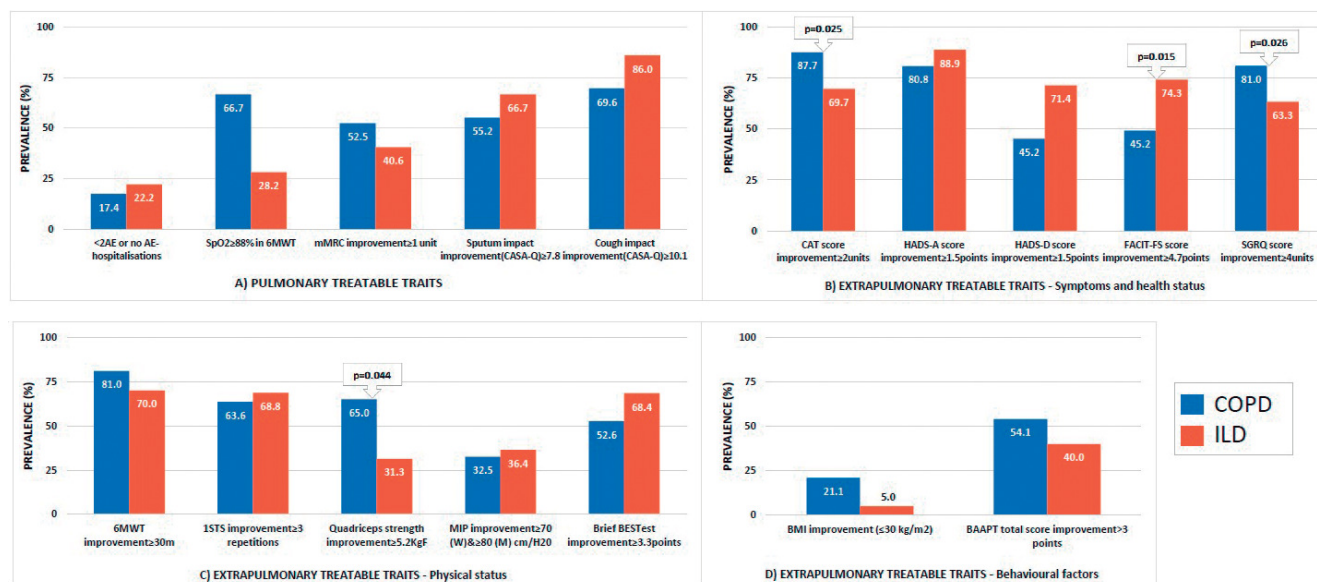 100
75
50
25
0
PREVALENCE (%)
17.4
22.2
66.7
28.2
52.5
40.6
55.2
66.7
69.6
86.0
<2AE or no AE-
hospitalisations
SpO2≥88% in 6MWT
mMRC improvement≥1 unit
Sputum impact
improvement(CASA-Q)≥7.8
Cough impact
improvement(CASA-Q)≥10.1
A) PULMONARY TREATABLE TRAITS
100
75
50
25
0
PREVALENCE (%)
p=0.025
p=0.015
p=0.026
87.7
69.7
80.8
88.9
45.2
71.4
45.2
74.3
81.0
63.3
CAT score
improvement≥2units
HADS-A score
improvement≥1.5points
HADS-D score
improvement≥1.5points
FACIT-FS score
improvement≥4.7points
SGRQ score
improvement≥4units
B) EXTRAPULMONARY TREATABLE TRAITS - Symptoms and health status
100
75
50
25
0
PREVALENCE (%)
p=0.044
81.0
70.0
63.6
68.8
65.0
31.3
32.5
36.4
52.6
68.4
6MWT
improvement≥30m
1STS improvement≥3
repetitions
Quadriceps strength
improvement≥5.2KgF
MIP improvement≥70
(W)&≥80 (M) cm/H20
Brief BESTest
improvement≥3.3points
C) EXTRAPULMONARY TREATABLE TRAITS - Physical status
100
75
50
25
0
PREVALENCE (%)
21.1
5.0
54.1
40.0
BMI improvement (≤30 kg/m2)
BAAPT total score improvement>3
points
D) EXTRAPULMONARY TREATABLE TRAITS - Behavioural factors
COPD
ILD